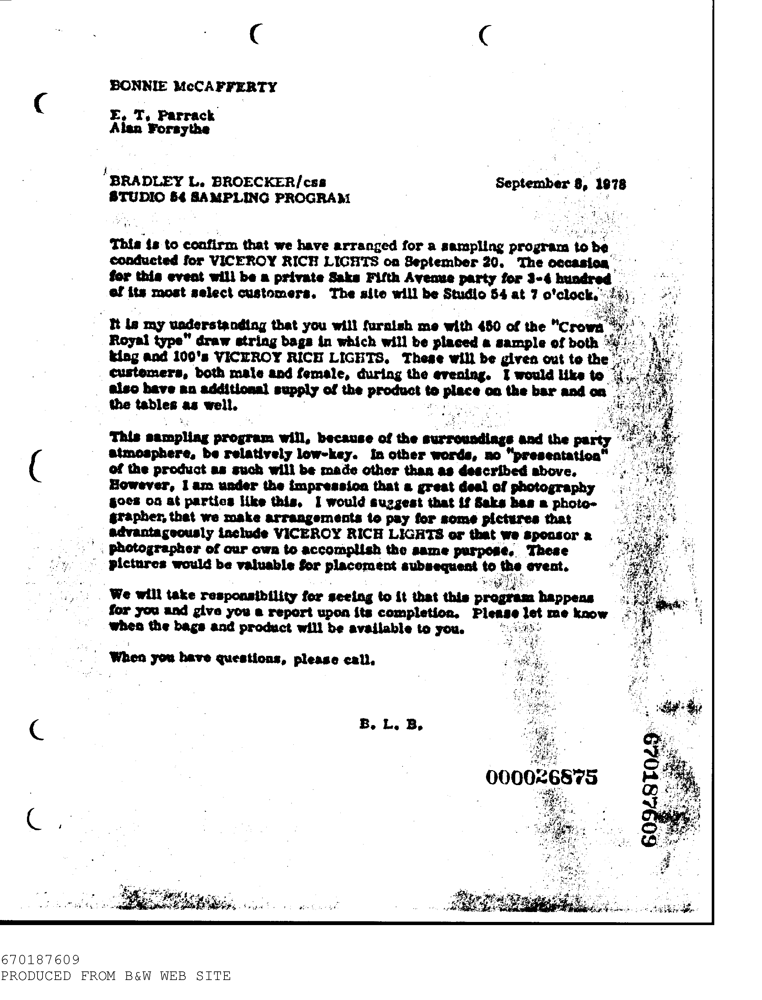 BONNIE McCAFFERTY
E. T. Parrack
Alan Forsythe
BRADLEY L. BROECKER/css
September 8, 1978
STUDIO 54 SAMPLING PROGRAM
This is to confirm that we have arranged for a sampling program to be
conducted for VICEROY RICH LIGHTS on September 20. The occasion
for this event will be a private Saks Fifth Avenue party for 3-4 hundred
of its most select customers. The site will be Studio 54 at 7 o'clock.
It is my understanding that you will furnish me with 450 of the "Crown
Royal type" draw string bags in which will be placed a sample of both
king and 100's VICEROY RICH LIGHTS. These will be given out to the
customers, both male and female, during the evening. I would like to
also have an additional supply of the product to place on the bar and on
the tables as well.
This sampling program will, because of the surroundings and the party
atmosphere, be relatively low-key. In other words, no "presentation"
of the product as such will be made other than as described above.
However, I am under the impression that a great deal of photography
goes on at parties like this. I would suggest that if Saks has a photo-
grapher, that we make arrangements to pay for some pictures that
advantageously include VICEROY RICH LIGHTS or that we sponsor a
photographer of our own to accomplish the same purpose. These
pictures would be valuable for placement subsequent to the event.
We will take responsibility for seeing to it that this program happens
for you and give you a report upon its completion. Please let me know
when the bags and product will be available to you.
When you have questions, please call.
B. L. B.
000026875
670187609
670187609
PRODUCED FROM B&W WEB SITE